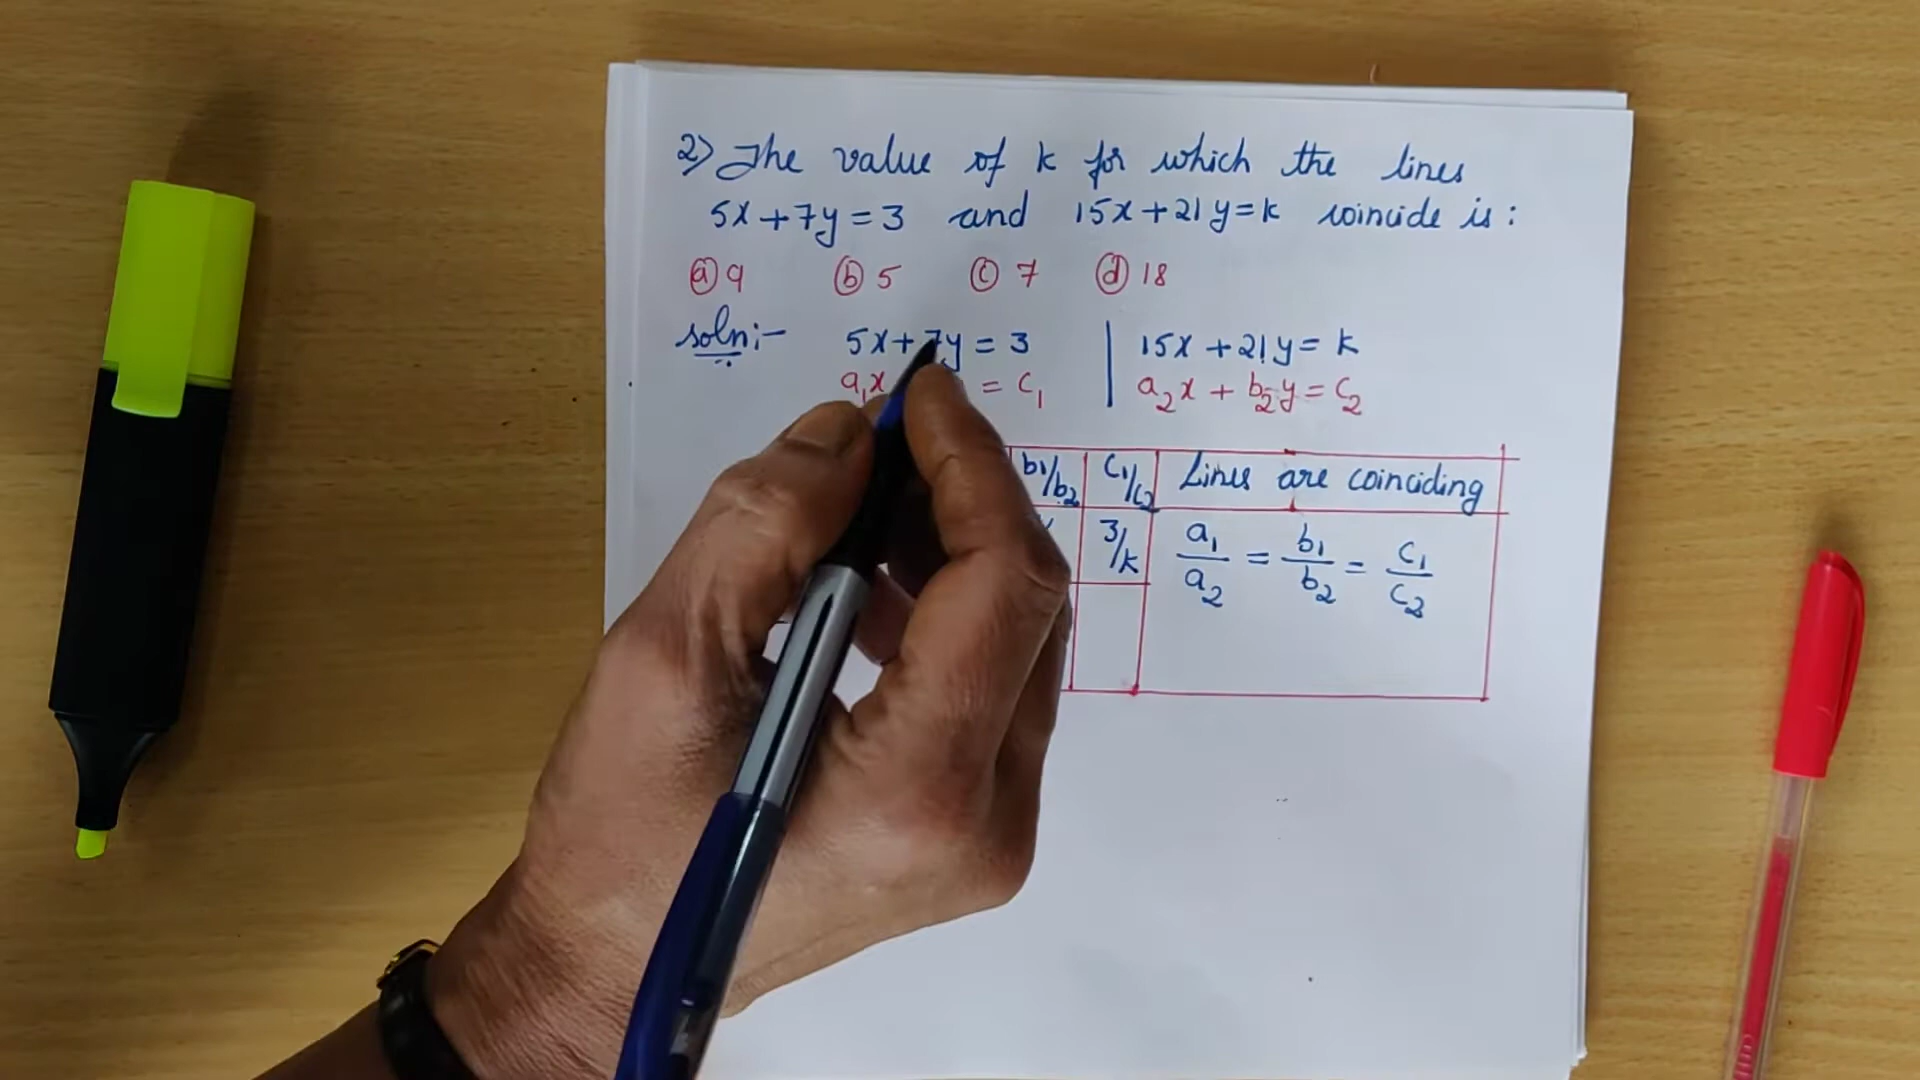 2) The value of k for which the lines
5x+7y=3 and 15x+21y=k coincide is:
ⓐ 9 ⓑ 5 ⓒ 7 ⓓ 18
soln:- 5x+7y = 3 | 15x+21y = k
a₁x = c₁ a₂x + b₂y = c₂
b₁/b₂ c₁/c₂ Lines are coinciding
3/k a₁/a₂ = b₁/b₂ = c₁/c₂